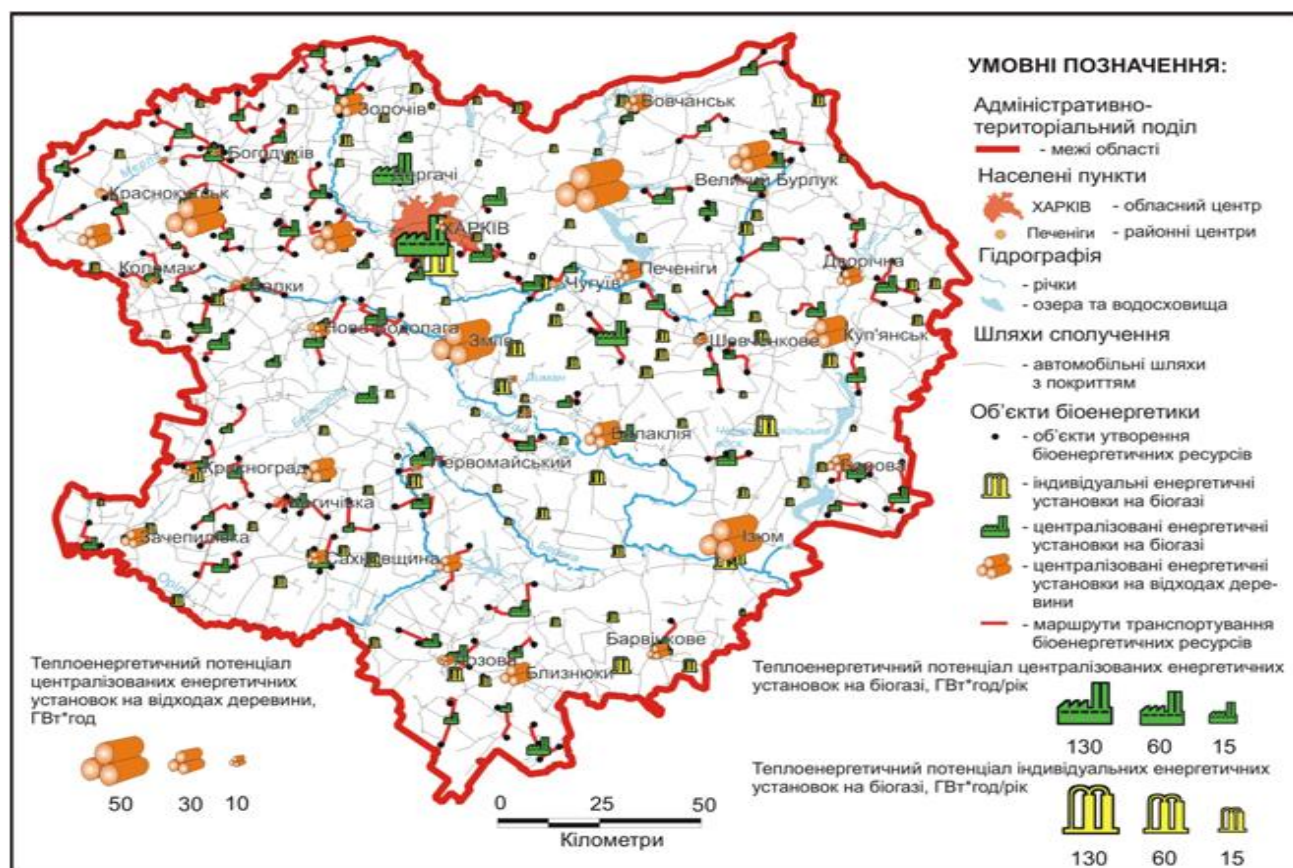 УМОВНІ ПОЗНАЧЕННЯ:
Адміністративно-
територіальний поділ
- межі області
Населені пункти
ХАРКІВ - обласний центр
Печеніги - районні центри
Гідрографія
- річки
- озера та водосховища
Шляхи сполучення
- автомобільні шляхи
з покриттям
Об'єкти біоенергетики
- об'єкти утворення
біоенергетичних ресурсів
- індивідуальні енергетичні
установки на біогазі
- централізовані енергетичні
установки на біогазі
- централізовані енергетичні
установки на відходах дере-
вини
- маршрути транспортування
біоенергетичних ресурсів
Золочів
Вовчанськ
Богодухів
Мерла
Дергачі
Великий Бурлук
Краснокутськ
ХАРКІВ
Коломак
Валки
Чугуїв
Печеніги
Дворічна
Нова Водолага
Зміїв
Шевченкове
Куп'янськ
Лиман
Балаклія
Красноград
Первомайський
Борова
Зачепилівка
Сахновщина
Ізюм
Оріль
Барвінкове
Лозова
Близнюки
Теплоенергетичний потенціал
централізованих енергетичних
установок на відходах деревини,
ГВт*год
50 30 10
0 25 50
Кілометри
Теплоенергетичний потенціал централізованих енергетичних
установок на біогазі, ГВт*год/рік
130 60 15
Теплоенергетичний потенціал індивідуальних енергетичних
установок на біогазі, ГВт*год/рік
130 60 15